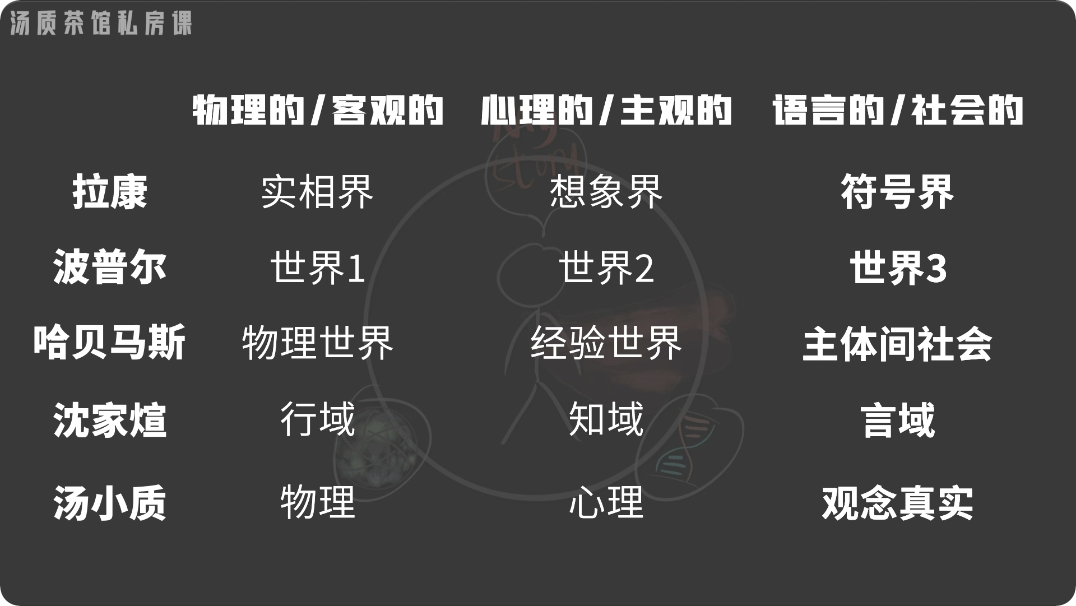 汤质茶馆私房课
物理的/客观的 心理的/主观的 语言的/社会的
拉康 实相界 想象界 符号界
波普尔 世界1 世界2 世界3
哈贝马斯 物理世界 经验世界 主体间社会
沈家煊 行域 知域 言域
汤小质 物理 心理 观念真实